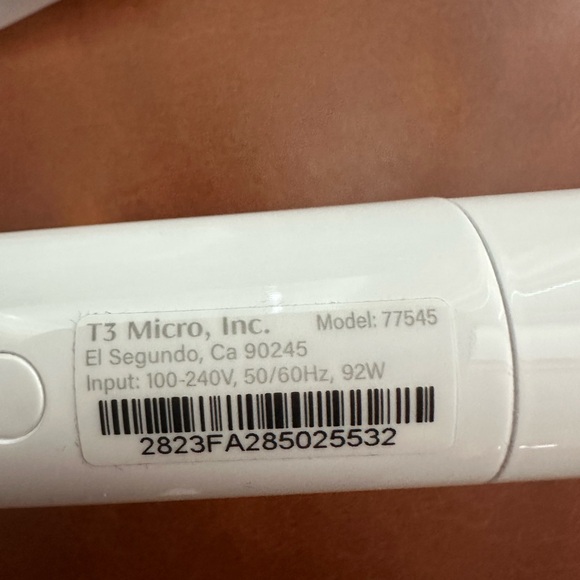 T3 Micro, Inc. Model: 77545
El Segundo, Ca 90245
Input: 100-240V, 50/60Hz, 92W
2823FA285025532